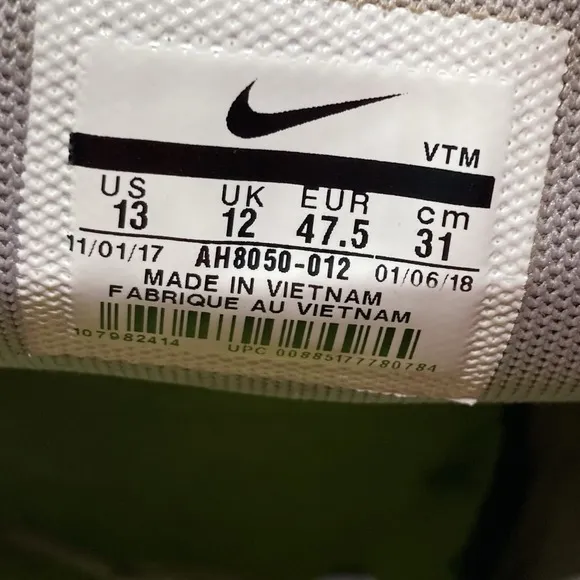 VTM
US UK EUR cm
13 12 47.5 31
11/01/17 AH8050-012 01/06/18
MADE IN VIETNAM
FABRIQUE AU VIETNAM
107982414 UPC 00885177780784